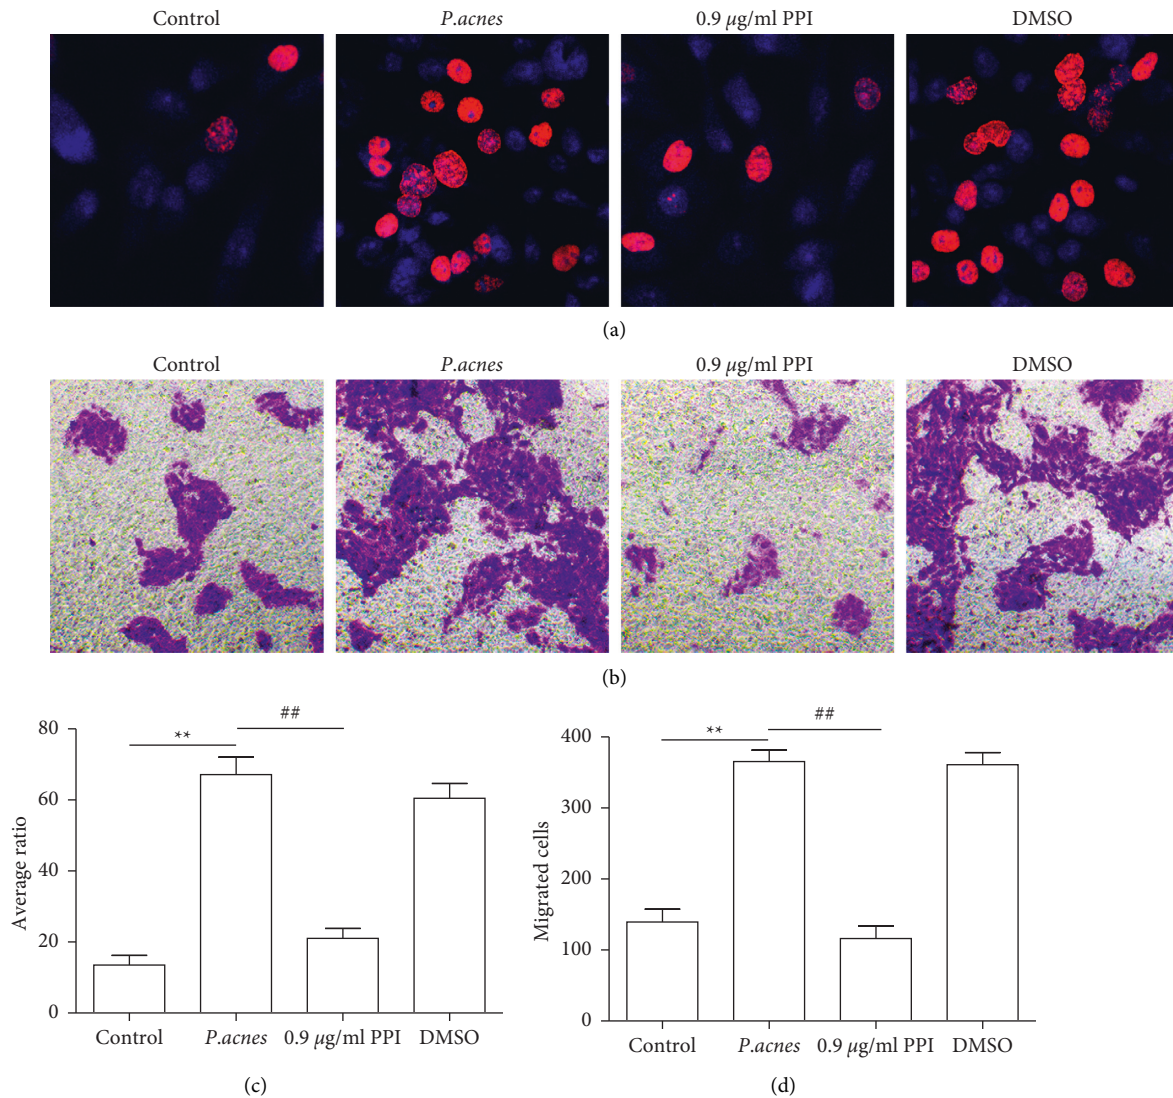 Control P.acnes 0.9 µg/ml PPI DMSO
(a)
Control P.acnes 0.9 µg/ml PPI DMSO
(b)
80
60
40
20
0
Average ratio
** ##
Control P.acnes 0.9 µg/ml PPI DMSO
(c)
400
300
200
100
0
Migrated cells
** ##
Control P.acnes 0.9 µg/ml PPI DMSO
(d)